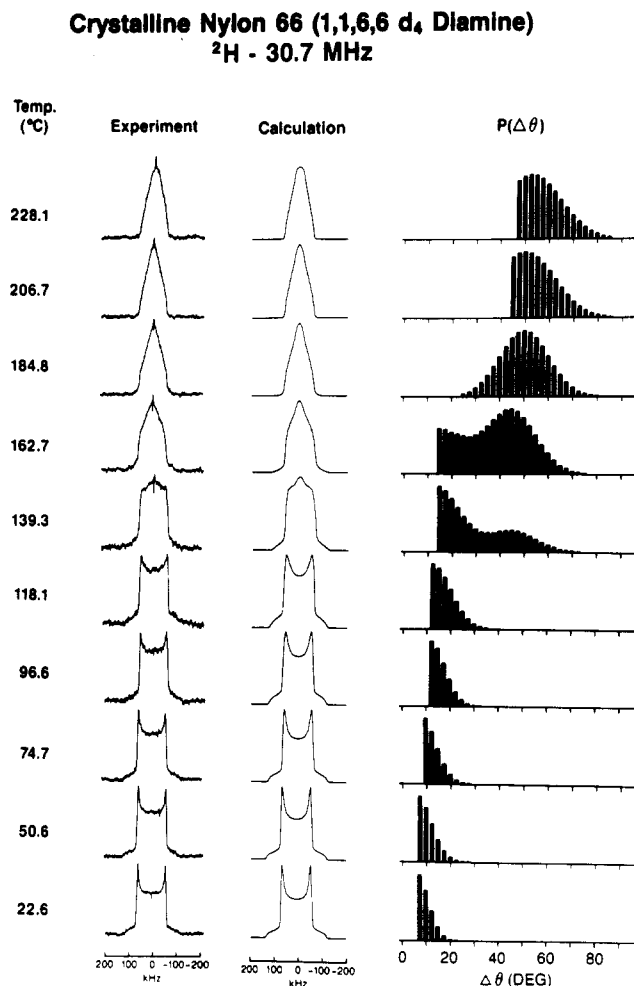 Crystalline Nylon 66 (1,1,6,6 d₄ Diamine)
²H - 30.7 MHz
Temp.
(°C)
Experiment
Calculation
P(Δθ)
228.1
206.7
184.8
162.7
139.3
118.1
96.6
74.7
50.6
22.6
200 100 0 -100 -200
kHz
200 100 0 -100 -200
kHz
0 20 40 60 80
Δθ (DEG)